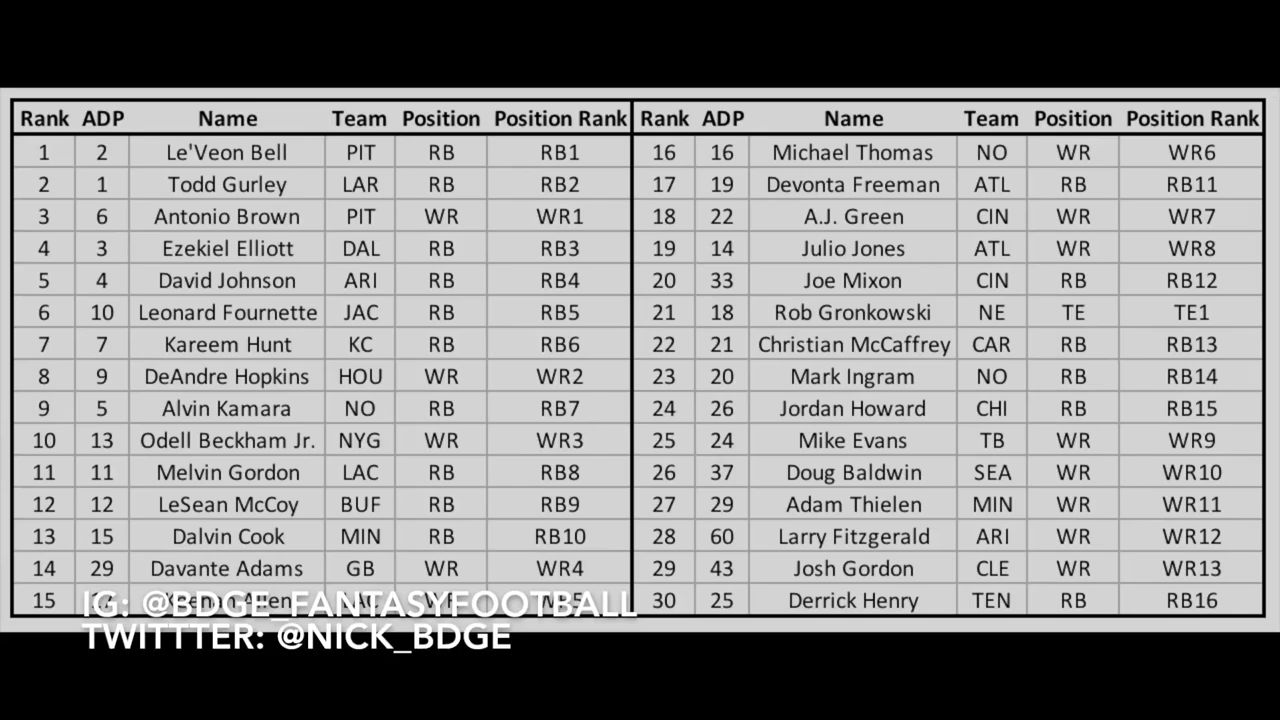 Rank ADP Name Team Position Position Rank
1 2 Le'Veon Bell PIT RB RB1
2 1 Todd Gurley LAR RB RB2
3 6 Antonio Brown PIT WR WR1
4 3 Ezekiel Elliott DAL RB RB3
5 4 David Johnson ARI RB RB4
6 10 Leonard Fournette JAC RB RB5
7 7 Kareem Hunt KC RB RB6
8 9 DeAndre Hopkins HOU WR WR2
9 5 Alvin Kamara NO RB RB7
10 13 Odell Beckham Jr. NYG WR WR3
11 11 Melvin Gordon LAC RB RB8
12 12 LeSean McCoy BUF RB RB9
13 15 Dalvin Cook MIN RB RB10
14 29 Davante Adams GB WR WR4
15 Keenan Allen
Rank ADP Name Team Position Position Rank
16 16 Michael Thomas NO WR WR6
17 19 Devonta Freeman ATL RB RB11
18 22 A.J. Green CIN WR WR7
19 14 Julio Jones ATL WR WR8
20 33 Joe Mixon CIN RB RB12
21 18 Rob Gronkowski NE TE TE1
22 21 Christian McCaffrey CAR RB RB13
23 20 Mark Ingram NO RB RB14
24 26 Jordan Howard CHI RB RB15
25 24 Mike Evans TB WR WR9
26 37 Doug Baldwin SEA WR WR10
27 29 Adam Thielen MIN WR WR11
28 60 Larry Fitzgerald ARI WR WR12
29 43 Josh Gordon CLE WR WR13
30 25 Derrick Henry TEN RB RB16
IG: @BDGE_FANTASYFOOTBALL
TWITTTER: @NICK_BDGE